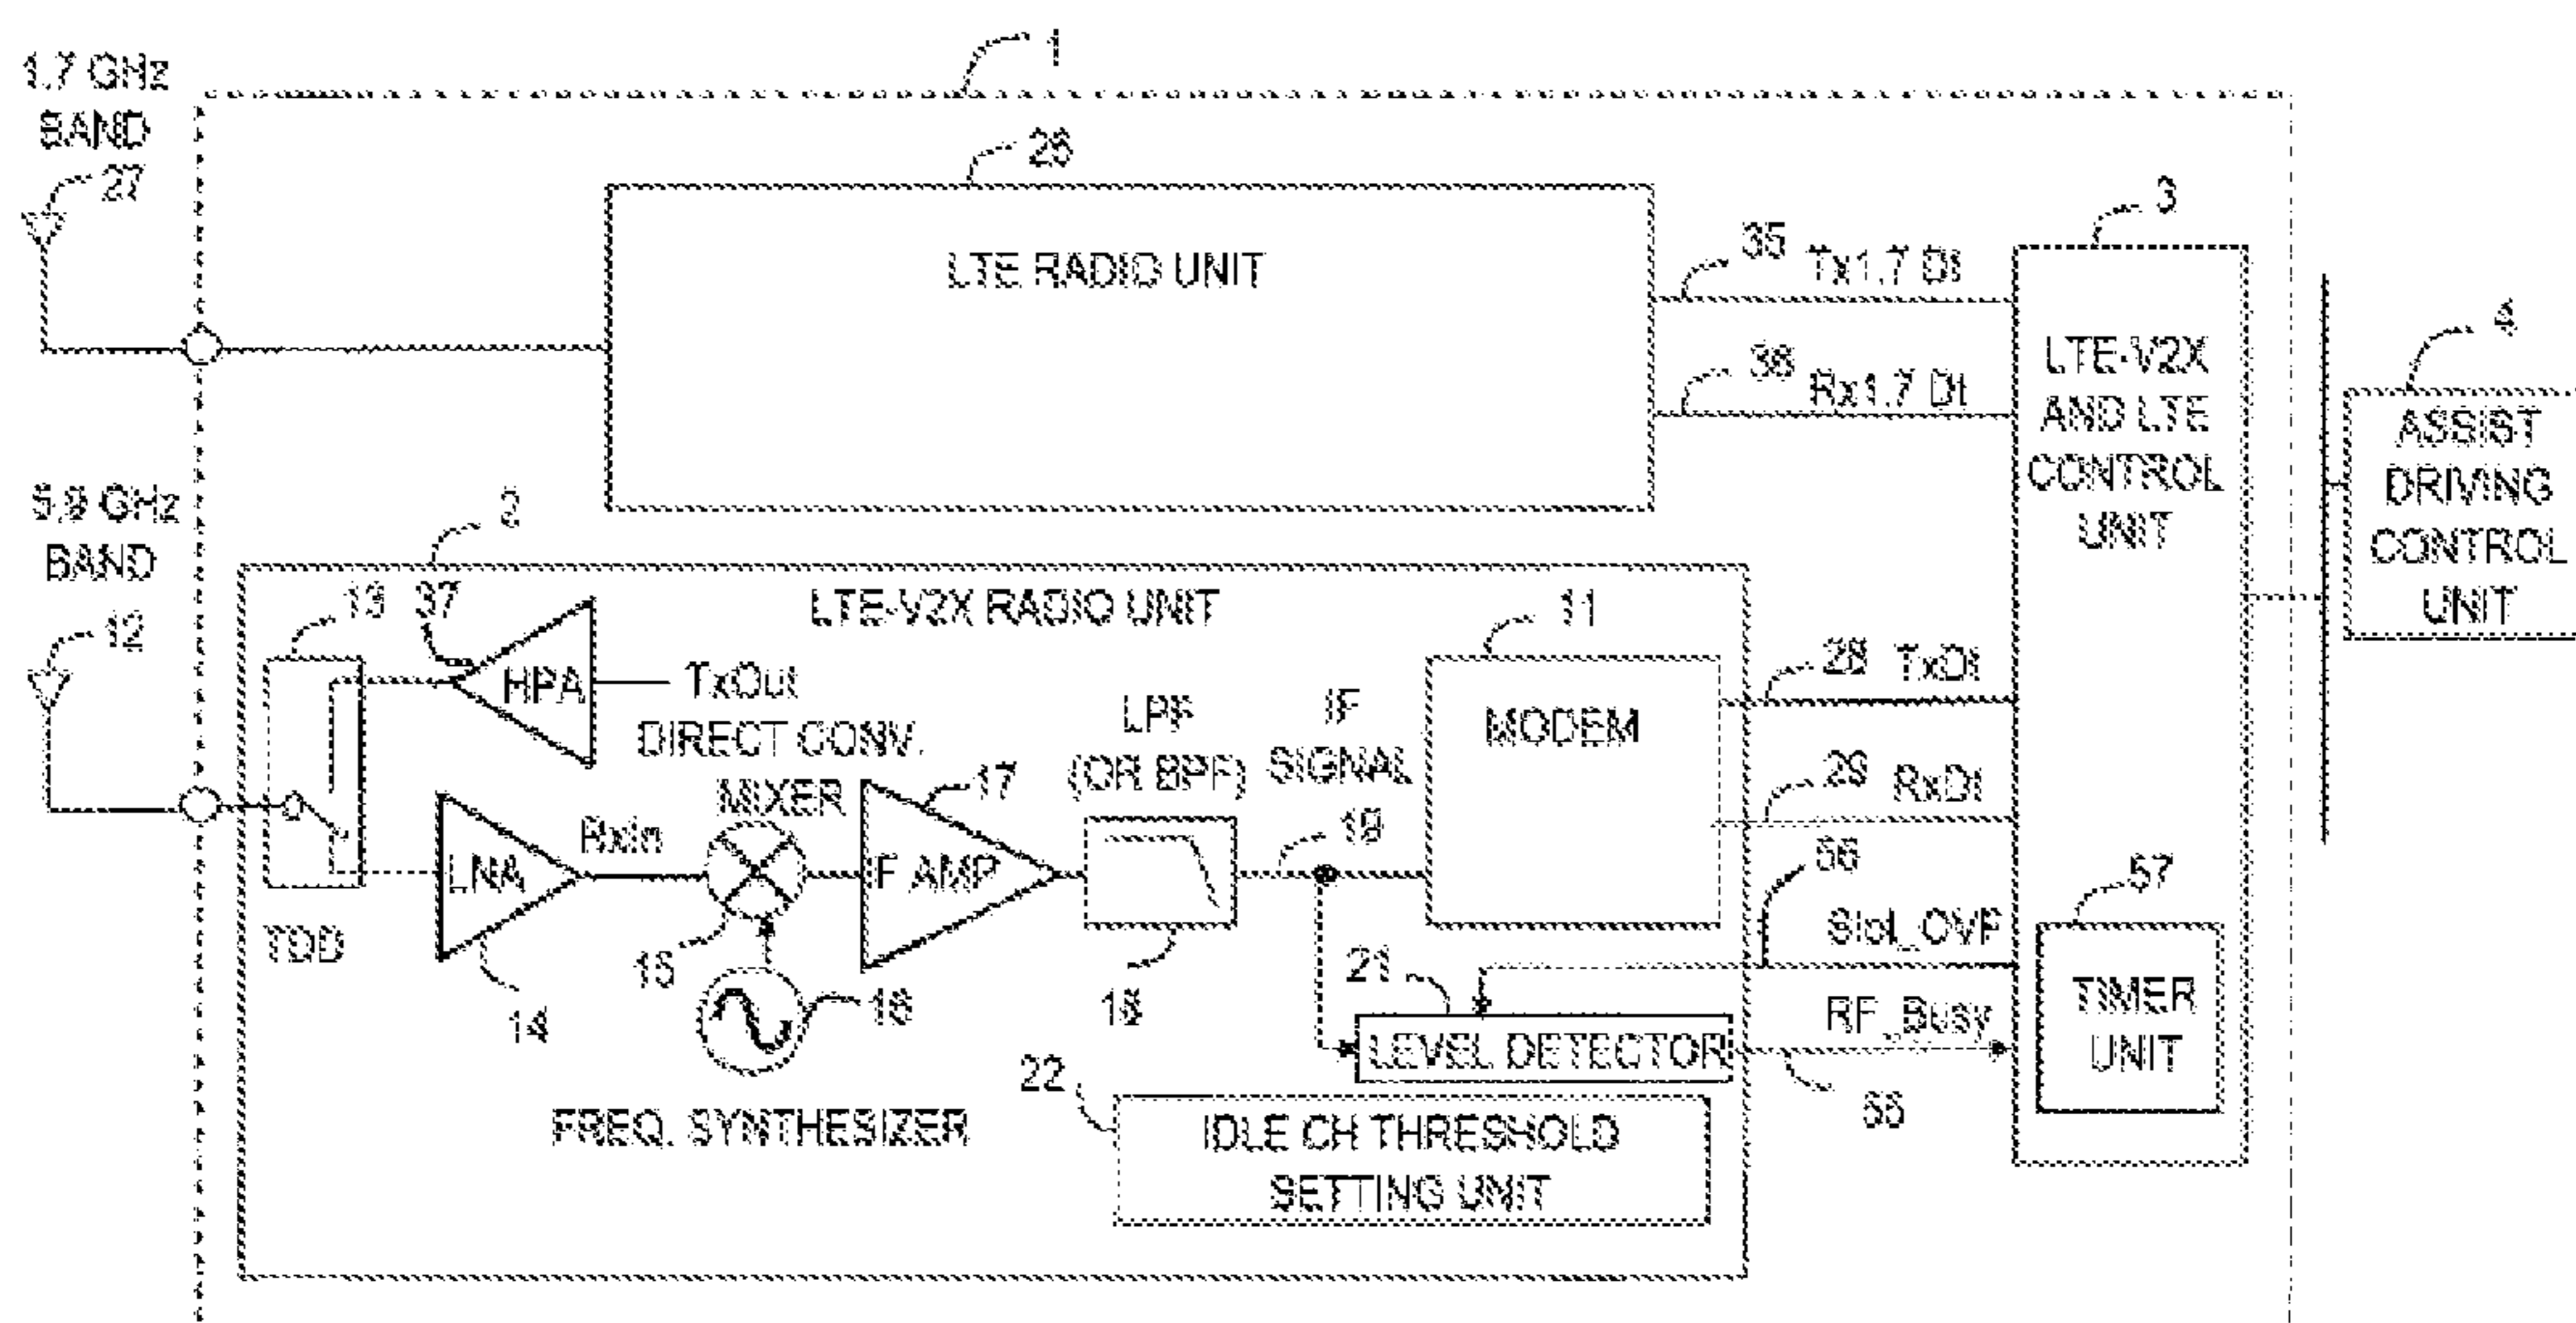 1
1.7 GHz
BAND
27
26
LTE RADIO UNIT
35 Tx1.7 Dt
36 Rx1.7 Dt
3
LTE-V2X
AND LTE
CONTROL
UNIT
4
ASSIST
DRIVING
CONTROL
UNIT
5.9 GHz
BAND
12
2
LTE-V2X RADIO UNIT
13
37
HPA
TxOut
DIRECT CONV.
MIXER
17
LPF
(OR BPF)
IF
SIGNAL
11
MODEM
28 TxDt
29 RxDt
TDD
LNA
14
RxIn
15
16
FREQ. SYNTHESIZER
IF AMP
18
19
21
LEVEL DETECTOR
22
IDLE CH THRESHOLD
SETTING UNIT
56
Slot_OVF
RF_Busy
55
57
TIMER
UNIT